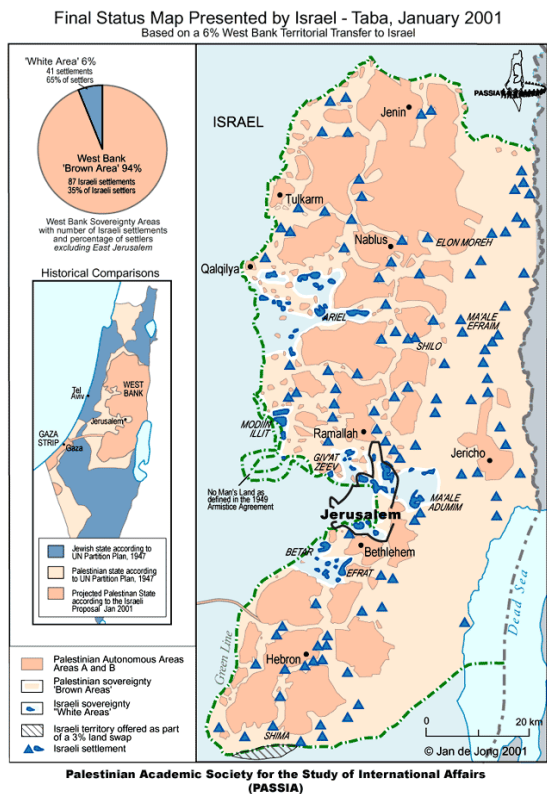 Final Status Map Presented by Israel - Taba, January 2001
Based on a 6% West Bank Territorial Transfer to Israel
'White Area' 6%
41 settlements
65% of settlers
West Bank
'Brown Area' 94%
87 Israeli settlements
35% of Israeli settlers
West Bank Sovereignty Areas
with number of Israeli settlements
and percentage of settlers
excluding East Jerusalem
Historical Comparisons
WEST
BANK
Tel
Aviv
Jerusalem
GAZA
STRIP
Gaza
Jewish state according to
UN Partition Plan, 1947
Palestinian state according
to UN Partition Plan, 1947
Projected Palestinan State
according to the Israeli
Proposal Jan 2001
Palestinian Autonomous Areas
Areas A and B
Palestinian sovereignty
'Brown Areas'
Israeli sovereignty
"White Areas"
Israeli territory offered as part
of a 3% land swap
Israeli settlement
ISRAEL
PASSIA
Jenin
Tulkarm
Nablus
ELON MOREH
Qalqilya
ARIEL
MA'ALE
EFRAIM
SHILO
MODIIN
ILLIT
Ramallah
GIV'AT
ZE'EV
Jericho
No Man's Land as
defined in the 1949
Armistice Agreement
MA'ALE
ADUMIM
Jerusalem
BETAR
Bethlehem
EFRAT
Dead Sea
Green Line
Hebron
SHIMA
0 20 km
© Jan de Jong 2001
Palestinian Academic Society for the Study of International Affairs
(PASSIA)